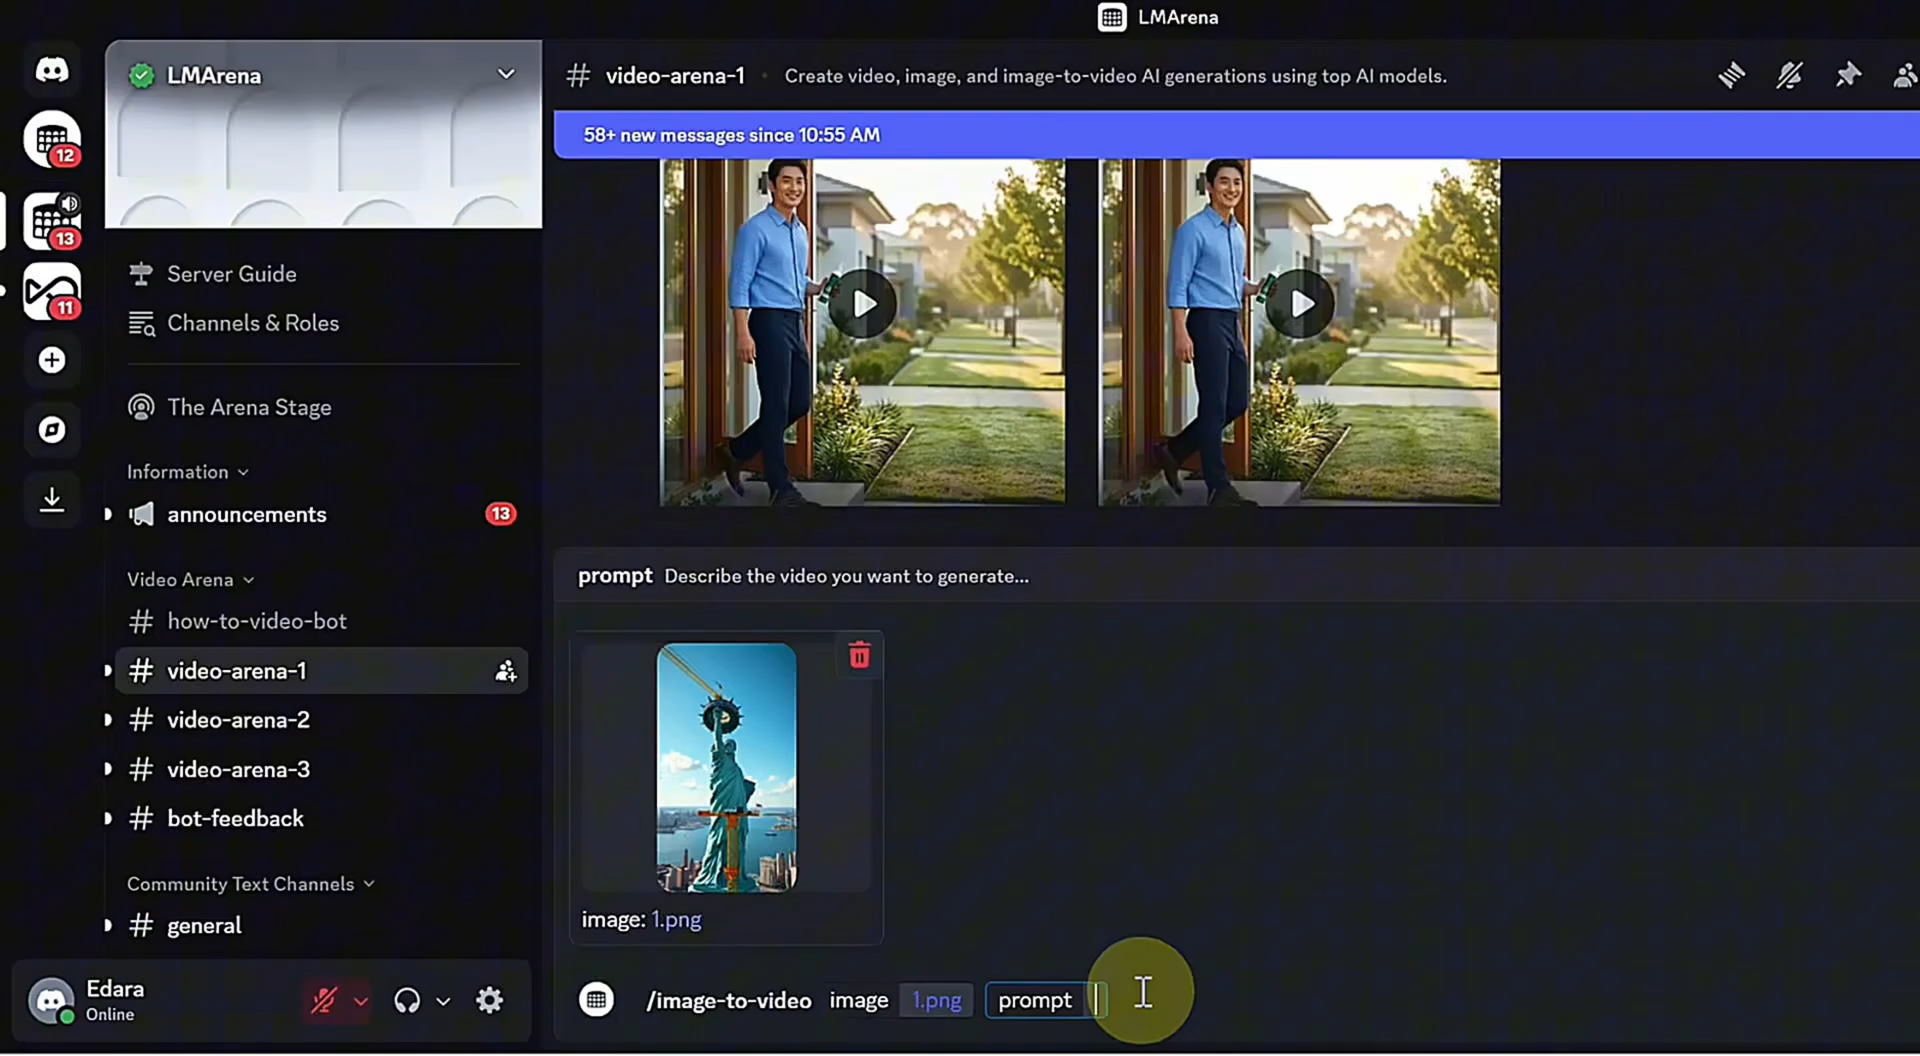 LMArena
LMArena
# video-arena-1 • Create video, image, and image-to-video AI generations using top AI models.
58+ new messages since 10:55 AM
12
13
11
Server Guide
Channels & Roles
The Arena Stage
Information
announcements 13
Video Arena
# how-to-video-bot
# video-arena-1
# video-arena-2
# video-arena-3
# bot-feedback
Community Text Channels
# general
Edara
Online
prompt Describe the video you want to generate...
image: 1.png
/image-to-video image 1.png prompt